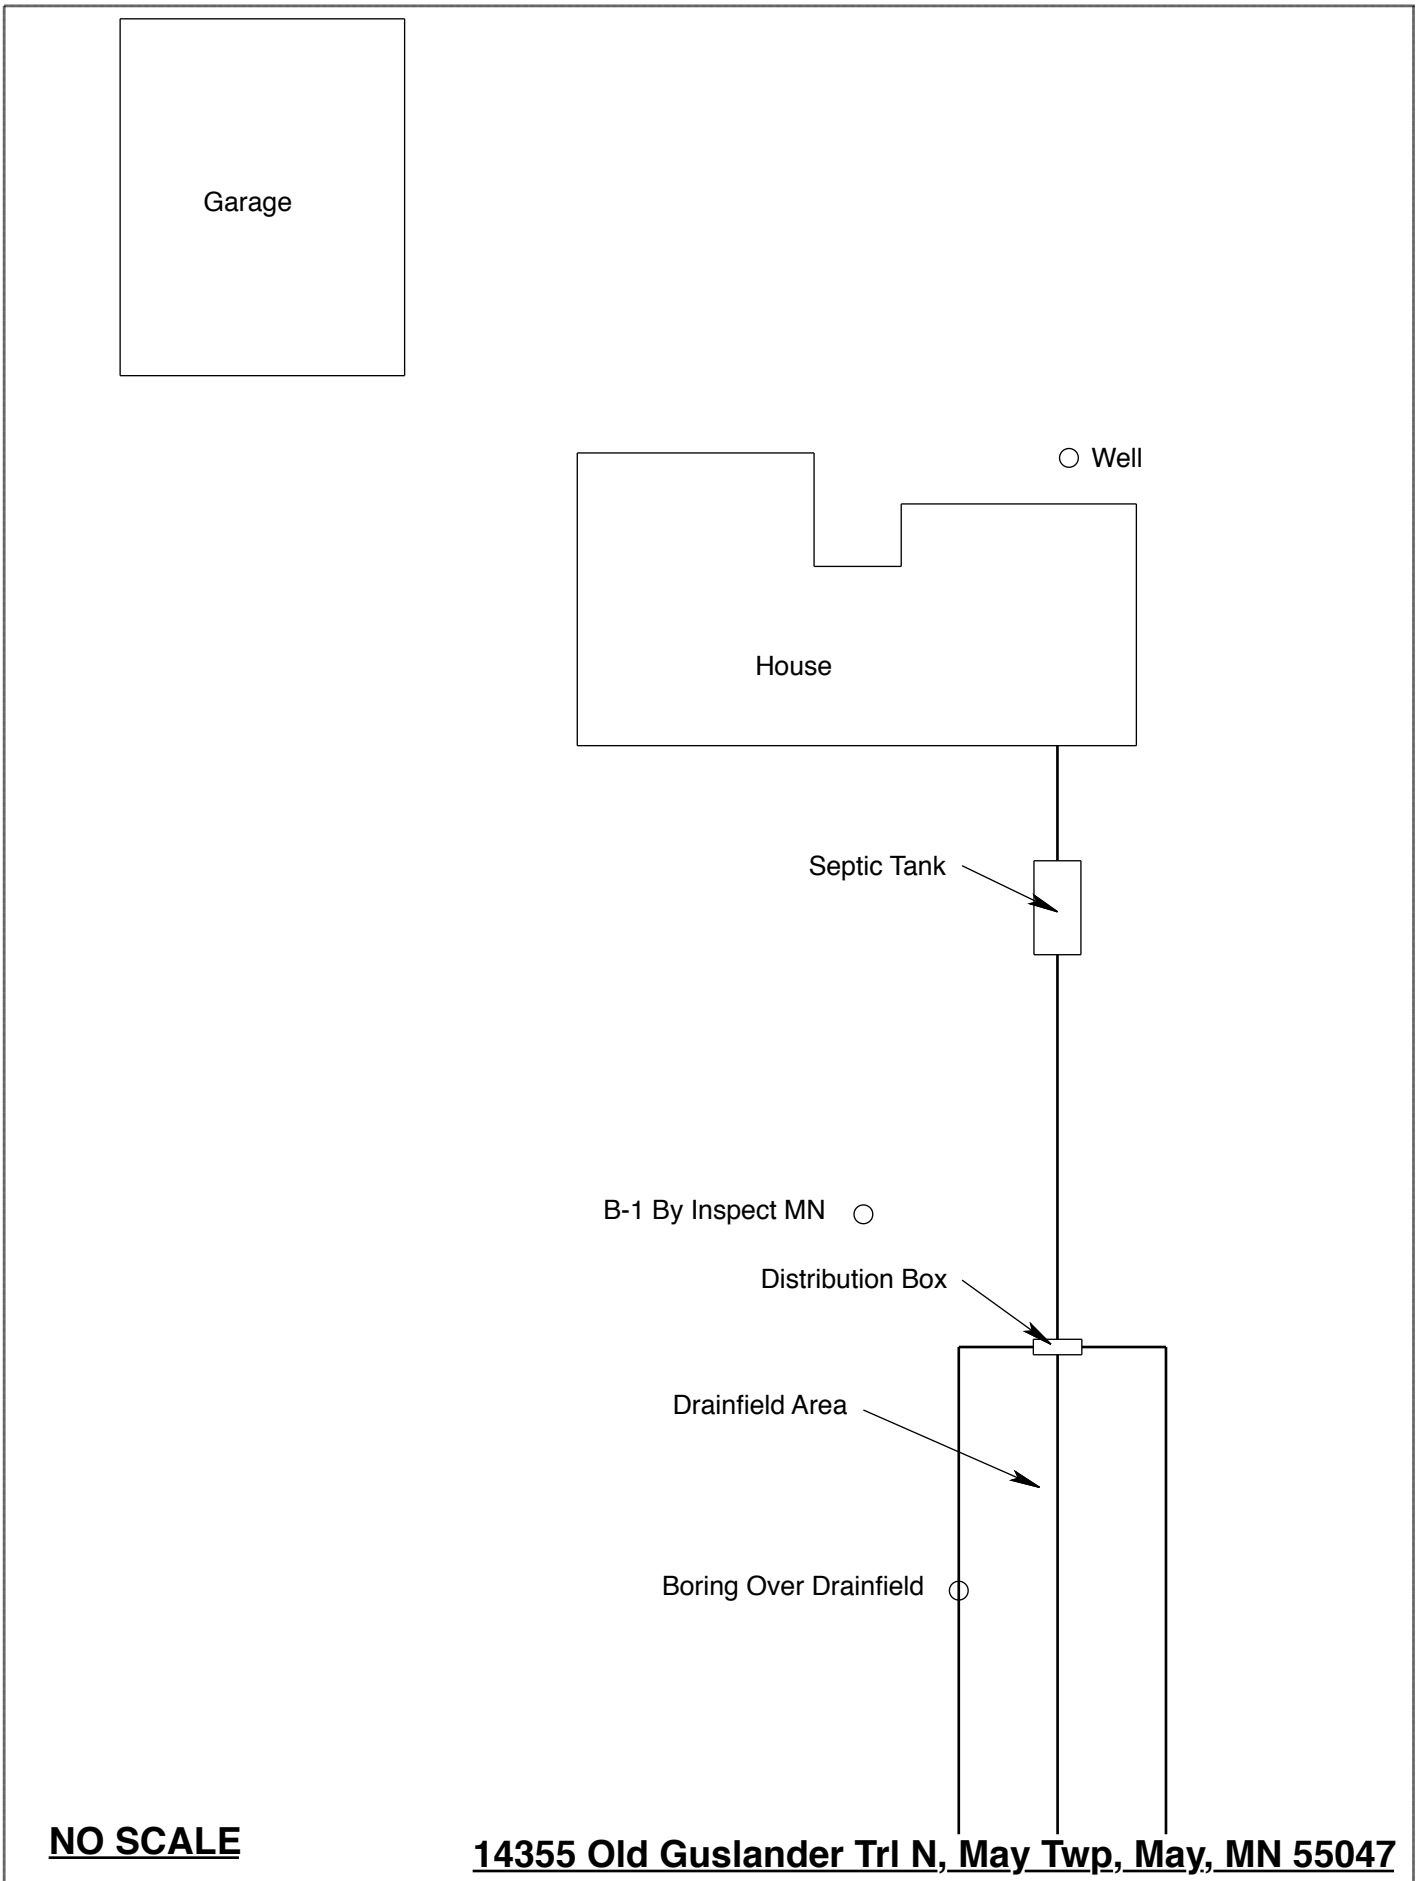 Garage
Well
House
Septic Tank
B-1 By Inspect MN
Distribution Box
Drainfield Area
Boring Over Drainfield
NO SCALE
14355 Old Guslander Trl N, May Twp, May, MN 55047